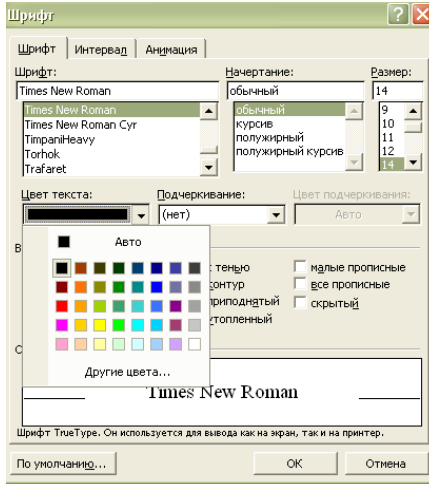 Шрифт
Шрифт Интервал Анимация
Шрифт: Начертание: Размер:
Times New Roman обычный 14
Times New Roman обычный 9
Times New Roman Cyr курсив 10
TimpaniHeavy полужирный 11
Torhok полужирный курсив 12
Trafaret 14
Цвет текста: Подчеркивание: Цвет подчеркивания:
(нет) Авто
Авто
В
с тенью малые прописные
контур все прописные
приподнятый скрытый
утопленный
О
Другие цвета...
Times New Roman
Шрифт TrueType. Он используется для вывода как на экран, так и на принтер.
По умолчанию... ОК Отмена